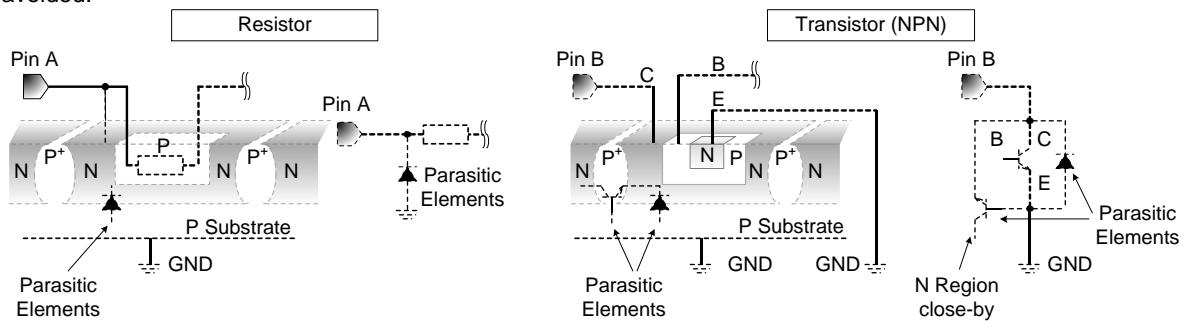 avoided.
Resistor
Transistor (NPN)
Pin A
Pin B
B
Pin B
C
E
Pin A
P
N P+ N N P+ N
N P+ N N P N P+ N
B C
E
Parasitic
Elements
P Substrate
P Substrate
Parasitic
Elements
GND
GND
GND
GND
Parasitic
Elements
Parasitic
Elements
N Region
close-by